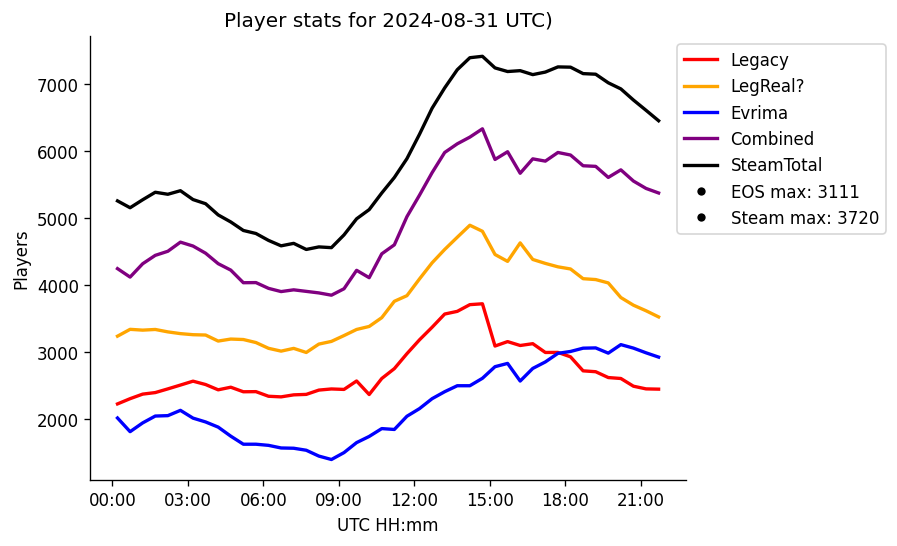 Player stats for 2024-08-31 UTC)
Legacy
LegReal?
Evrima
Combined
SteamTotal
EOS max: 3111
Steam max: 3720
Players
7000
6000
5000
4000
3000
2000
00:00 03:00 06:00 09:00 12:00 15:00 18:00 21:00
UTC HH:mm